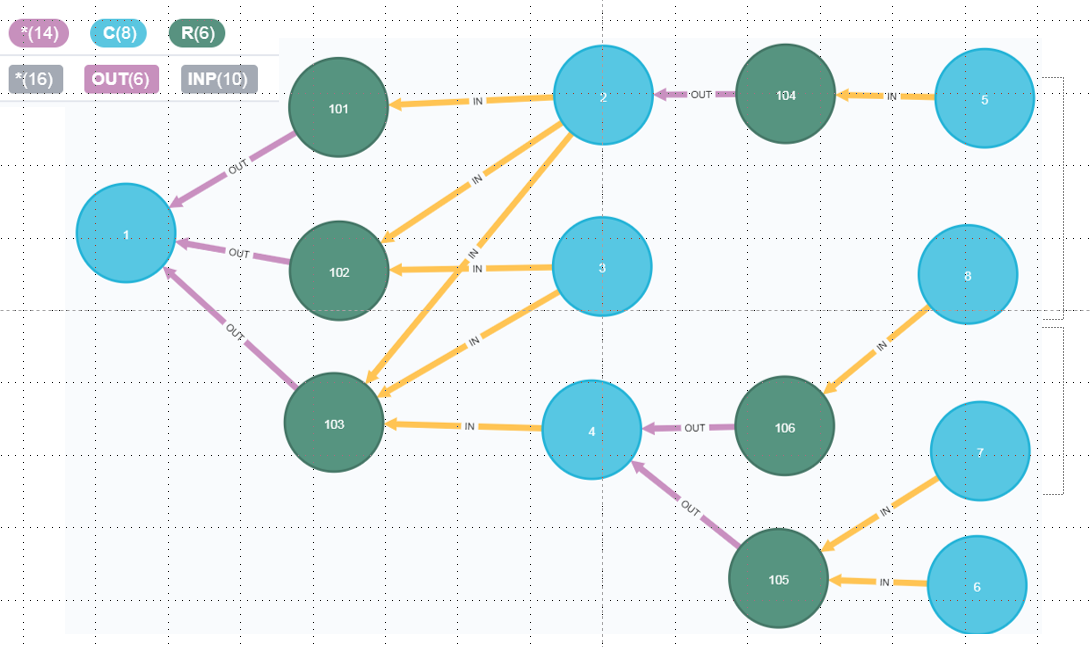 *(14) C(8) R(6)
*(16) OUT(6) INP(10)
101 IN 2 OUT 104 IN 5
OUT IN
1 OUT IN
102 IN 3 8
OUT IN IN
103 IN 4 OUT 106 7
OUT IN
105 IN 6